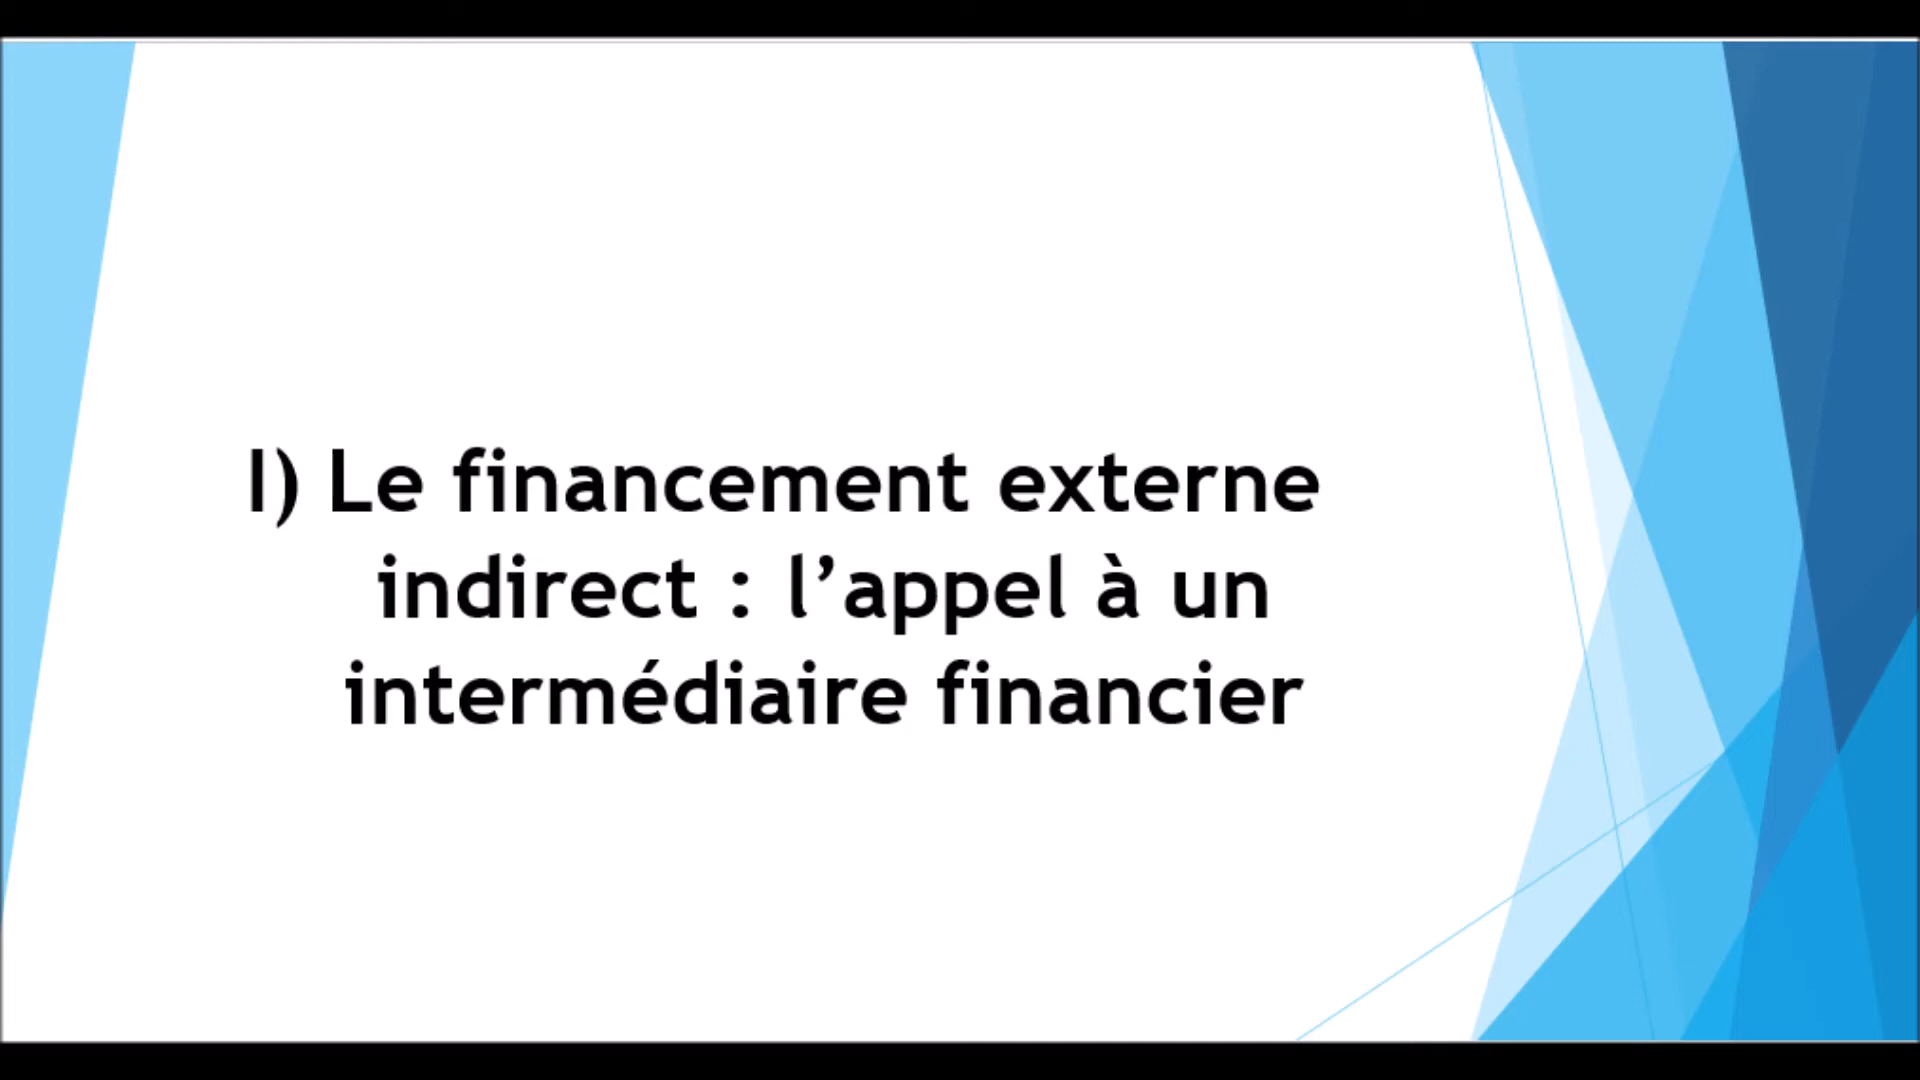 I) Le financement externe
indirect : l’appel à un
intermédiaire financier